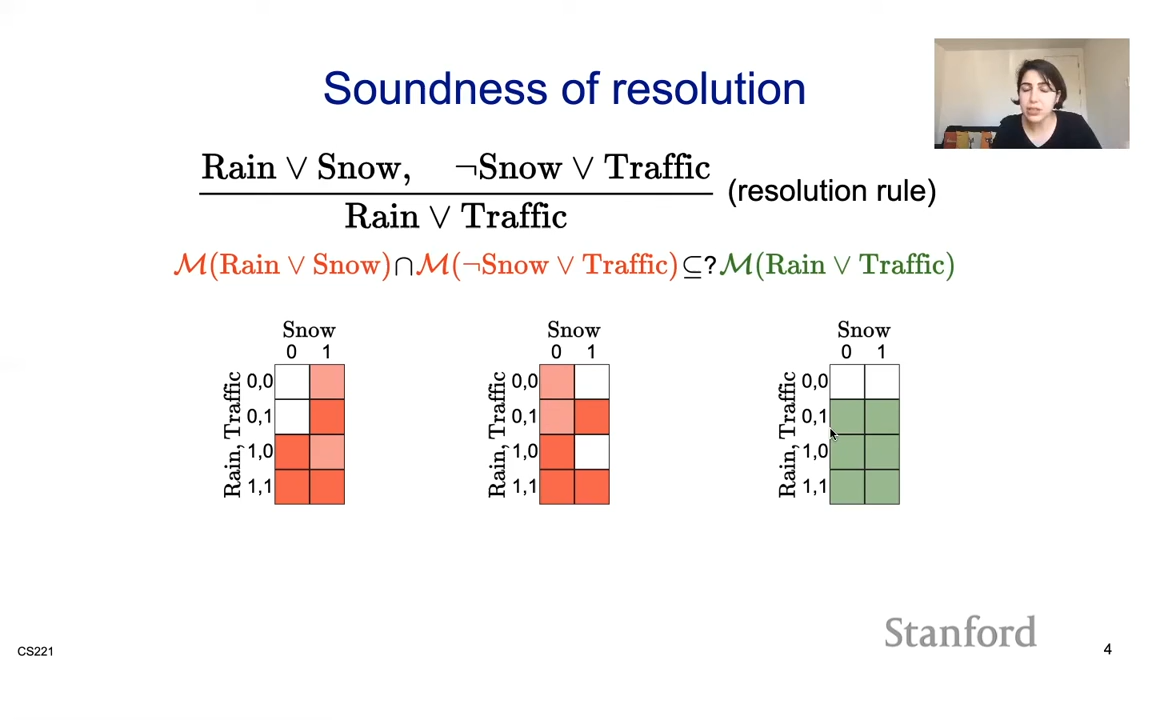 Soundness of resolution
Rain ∨ Snow, ¬Snow ∨ Traffic
Rain ∨ Traffic
(resolution rule)
ℳ(Rain ∨ Snow)∩ℳ(¬Snow ∨ Traffic)⊆?ℳ(Rain ∨ Traffic)
Snow
0 1
Rain, Traffic
0,0
0,1
1,0
1,1
Snow
0 1
Rain, Traffic
0,0
0,1
1,0
1,1
Snow
0 1
Rain, Traffic
0,0
0,1
1,0
1,1
Stanford
CS221
4